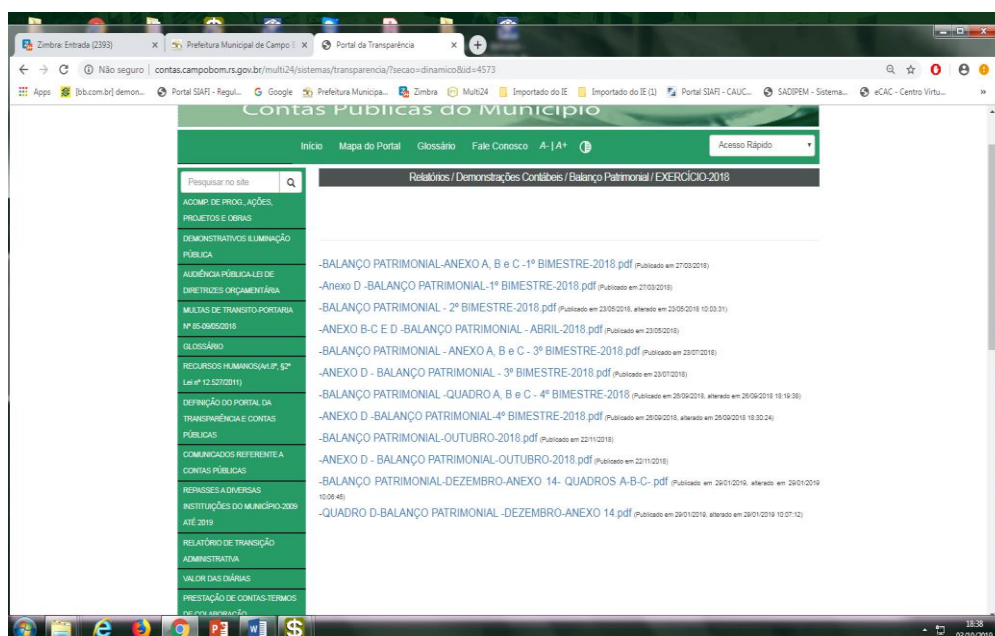 Zimbra: Entrada (2393) x
Prefeitura Municipal de Campo B x
Portal da Transparência x +
Não seguro | contas.campobom.rs.gov.br/multi24/sistemas/transparencia/?secao=dinamico&id=4573
Apps [bb.com.br] demon... Portal SIAFI - Regul... Google Prefeitura Municipa... Zimbra Multi24 Importado do IE Importado do IE (1) Portal SIAFI - CAUC... SADIPEM - Sistema... eCAC - Centro Virtu... »
Contas Públicas do Município
Início Mapa do Portal Glossário Fale Conosco A- | A+ Acesso Rápido
Pesquisar no site
ACOMP. DE PROG., AÇÕES,
PROJETOS E OBRAS
DEMONSTRATIVOS ILUMINAÇÃO
PÚBLICA
AUDIÊNCIA PÚBLICA-LEI DE
DIRETRIZES ORÇAMENTÁRIA
MULTAS DE TRANSITO-PORTARIA
Nº 85-09/05/2018
GLOSSÁRIO
RECURSOS HUMANOS(Art.8º, §2º
Lei nº 12.527/2011)
DEFINIÇÃO DO PORTAL DA
TRANSPARÊNCIA E CONTAS
PÚBLICAS
COMUNICADOS REFERENTE A
CONTAS PÚBLICAS
REPASSES A DIVERSAS
INSTITUIÇÕES DO MUNICÍPIO-2009
ATÉ 2019
RELATÓRIO DE TRANSIÇÃO
ADMINISTRATIVA
VALOR DAS DIÁRIAS
PRESTAÇÃO DE CONTAS-TERMOS
DE COLABORAÇÃO
Relatórios / Demonstrações Contábeis / Balanço Patrimonial / EXERCÍCIO-2018
-BALANÇO PATRIMONIAL-ANEXO A, B e C -1º BIMESTRE-2018.pdf (Publicado em 27/03/2018)
-Anexo D -BALANÇO PATRIMONIAL-1º BIMESTRE-2018.pdf (Publicado em 27/03/2018)
-BALANÇO PATRIMONIAL - 2º BIMESTRE-2018.pdf (Publicado em 23/05/2018, alterado em 23/05/2018 10:03:31)
-ANEXO B-C E D -BALANÇO PATRIMONIAL - ABRIL-2018.pdf (Publicado em 23/05/2018)
-BALANÇO PATRIMONIAL - ANEXO A, B e C - 3º BIMESTRE-2018.pdf (Publicado em 23/07/2018)
-ANEXO D - BALANÇO PATRIMONIAL - 3º BIMESTRE-2018.pdf (Publicado em 23/07/2018)
-BALANÇO PATRIMONIAL -QUADRO A, B e C - 4º BIMESTRE-2018 (Publicado em 26/09/2018, alterado em 26/09/2018 18:19:38)
-ANEXO D -BALANÇO PATRIMONIAL-4º BIMESTRE-2018.pdf (Publicado em 26/09/2018, alterado em 26/09/2018 18:30:24)
-BALANÇO PATRIMONIAL-OUTUBRO-2018.pdf (Publicado em 22/11/2018)
-ANEXO D - BALANÇO PATRIMONIAL-OUTUBRO-2018.pdf (Publicado em 22/11/2018)
-BALANÇO PATRIMONIAL-DEZEMBRO-ANEXO 14- QUADROS A-B-C- pdf (Publicado em 29/01/2019, alterado em 29/01/2019
10:06:45)
-QUADRO D-BALANÇO PATRIMONIAL -DEZEMBRO-ANEXO 14.pdf (Publicado em 29/01/2019, alterado em 29/01/2019 10:07:12)
18:38